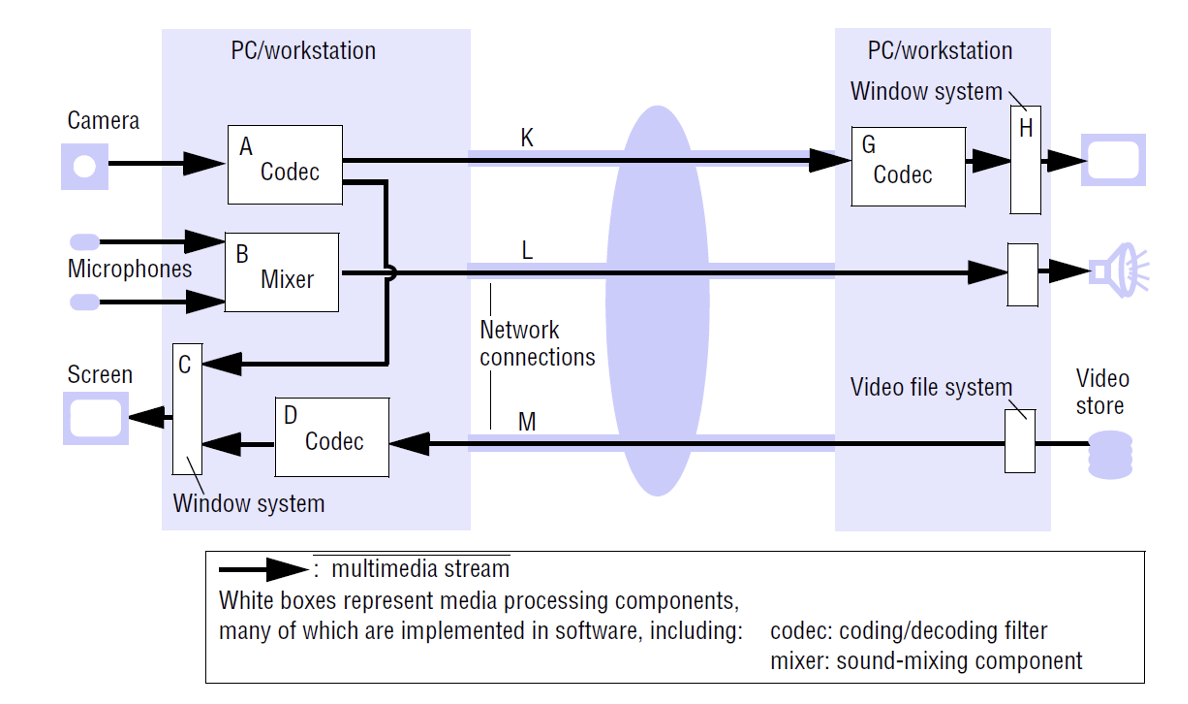 PC/workstation
PC/workstation
Window system
Camera
K
H
A
Codec
G
Codec
B
Mixer
L
Microphones
Network
connections
C
Screen
Video file system
Video
store
D
Codec
M
Window system
: multimedia stream
White boxes represent media processing components,
many of which are implemented in software, including:
codec: coding/decoding filter
mixer: sound-mixing component